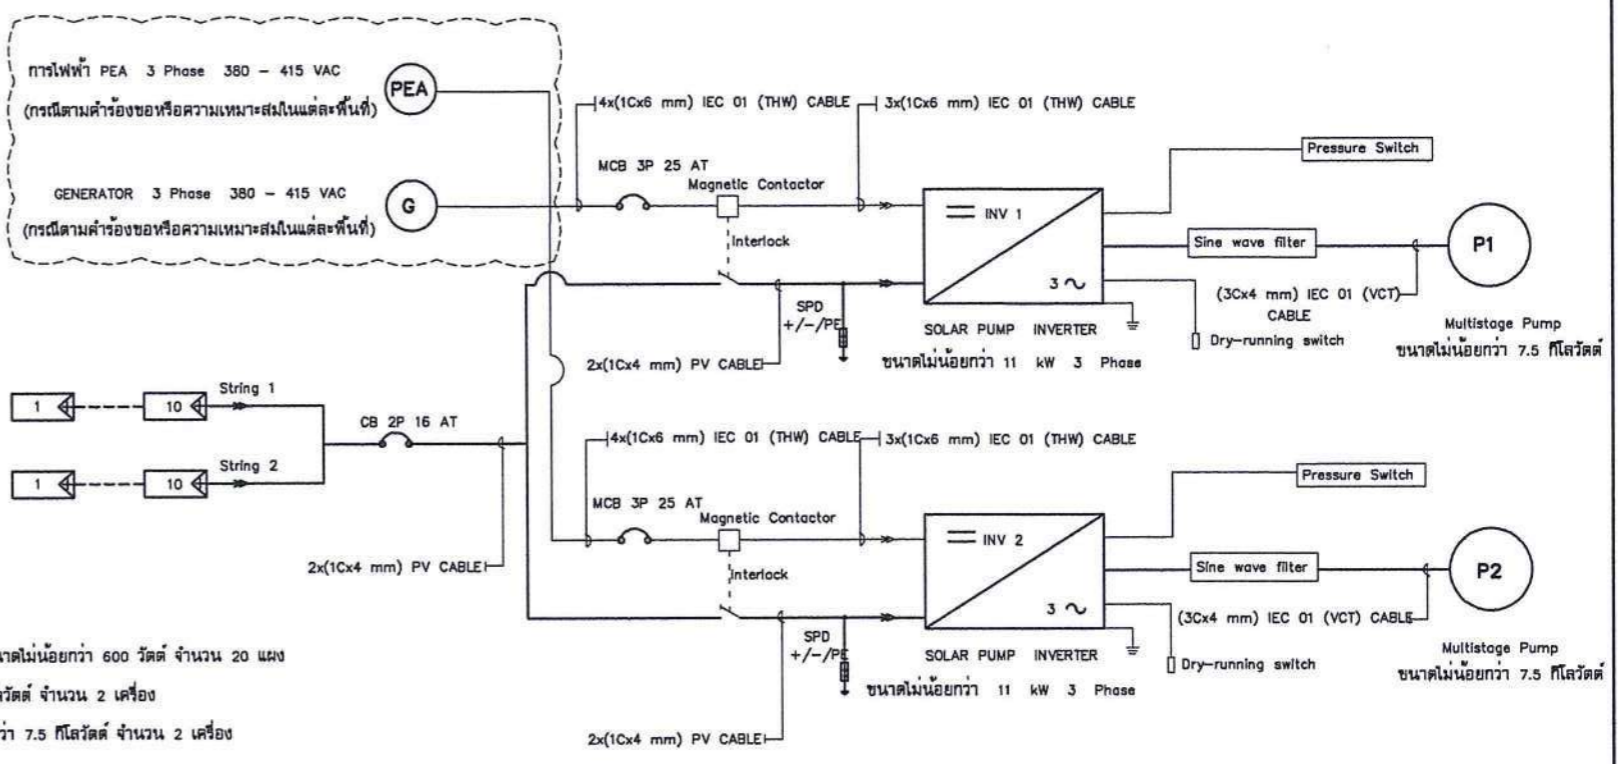 การไฟฟ้า PEA 3 Phase 380 - 415 VAC
(กรณีตามคำร้องขอหรือความเหมาะสมในแต่ละพื้นที่)
PEA
GENERATOR 3 Phase 380 - 415 VAC
(กรณีตามคำร้องขอหรือความเหมาะสมในแต่ละพื้นที่)
G
4x(1Cx6 mm) IEC 01 (THW) CABLE
3x(1Cx6 mm) IEC 01 (THW) CABLE
MCB 3P 25 AT
Magnetic Contactor
Interlock
INV 1
3
Pressure Switch
Sine wave filter
P1
(3Cx4 mm) IEC 01 (VCT)
CABLE
Dry-running switch
Multistage Pump
ขนาดไม่น้อยกว่า 7.5 กิโลวัตต์
SPD
+/-/PE
2x(1Cx4 mm) PV CABLE
SOLAR PUMP INVERTER
ขนาดไม่น้อยกว่า 11 kW 3 Phase
1
10
String 1
1
10
String 2
CB 2P 16 AT
2x(1Cx4 mm) PV CABLE
4x(1Cx6 mm) IEC 01 (THW) CABLE
3x(1Cx6 mm) IEC 01 (THW) CABLE
MCB 3P 25 AT
Magnetic Contactor
Interlock
INV 2
3
Pressure Switch
Sine wave filter
P2
(3Cx4 mm) IEC 01 (VCT) CABLE
Dry-running switch
Multistage Pump
ขนาดไม่น้อยกว่า 7.5 กิโลวัตต์
SPD
+/-/PE
SOLAR PUMP INVERTER
ขนาดไม่น้อยกว่า 11 kW 3 Phase
2x(1Cx4 mm) PV CABLE
600 วัตต์ จำนวน 20 แผง
จำนวน 2 เครื่อง
7.5 กิโลวัตต์ จำนวน 2 เครื่อง